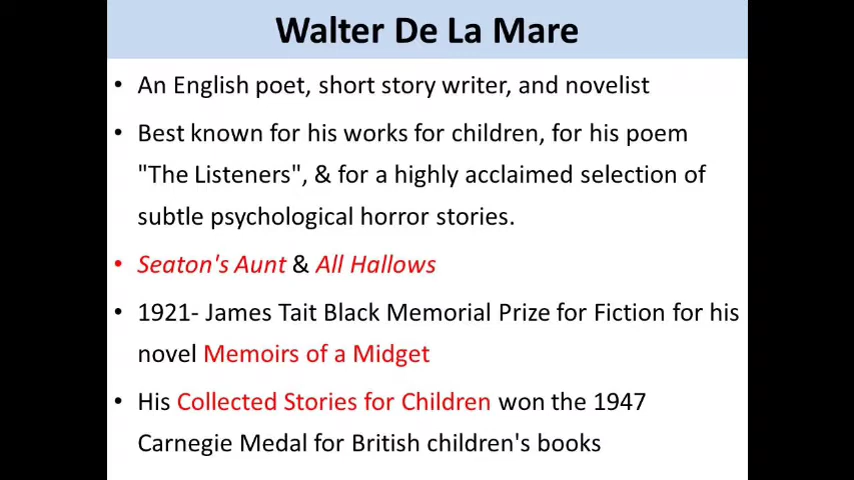 Walter De La Mare
• An English poet, short story writer, and novelist
• Best known for his works for children, for his poem
"The Listeners", & for a highly acclaimed selection of
subtle psychological horror stories.
• Seaton's Aunt & All Hallows
• 1921- James Tait Black Memorial Prize for Fiction for his
novel Memoirs of a Midget
• His Collected Stories for Children won the 1947
Carnegie Medal for British children's books